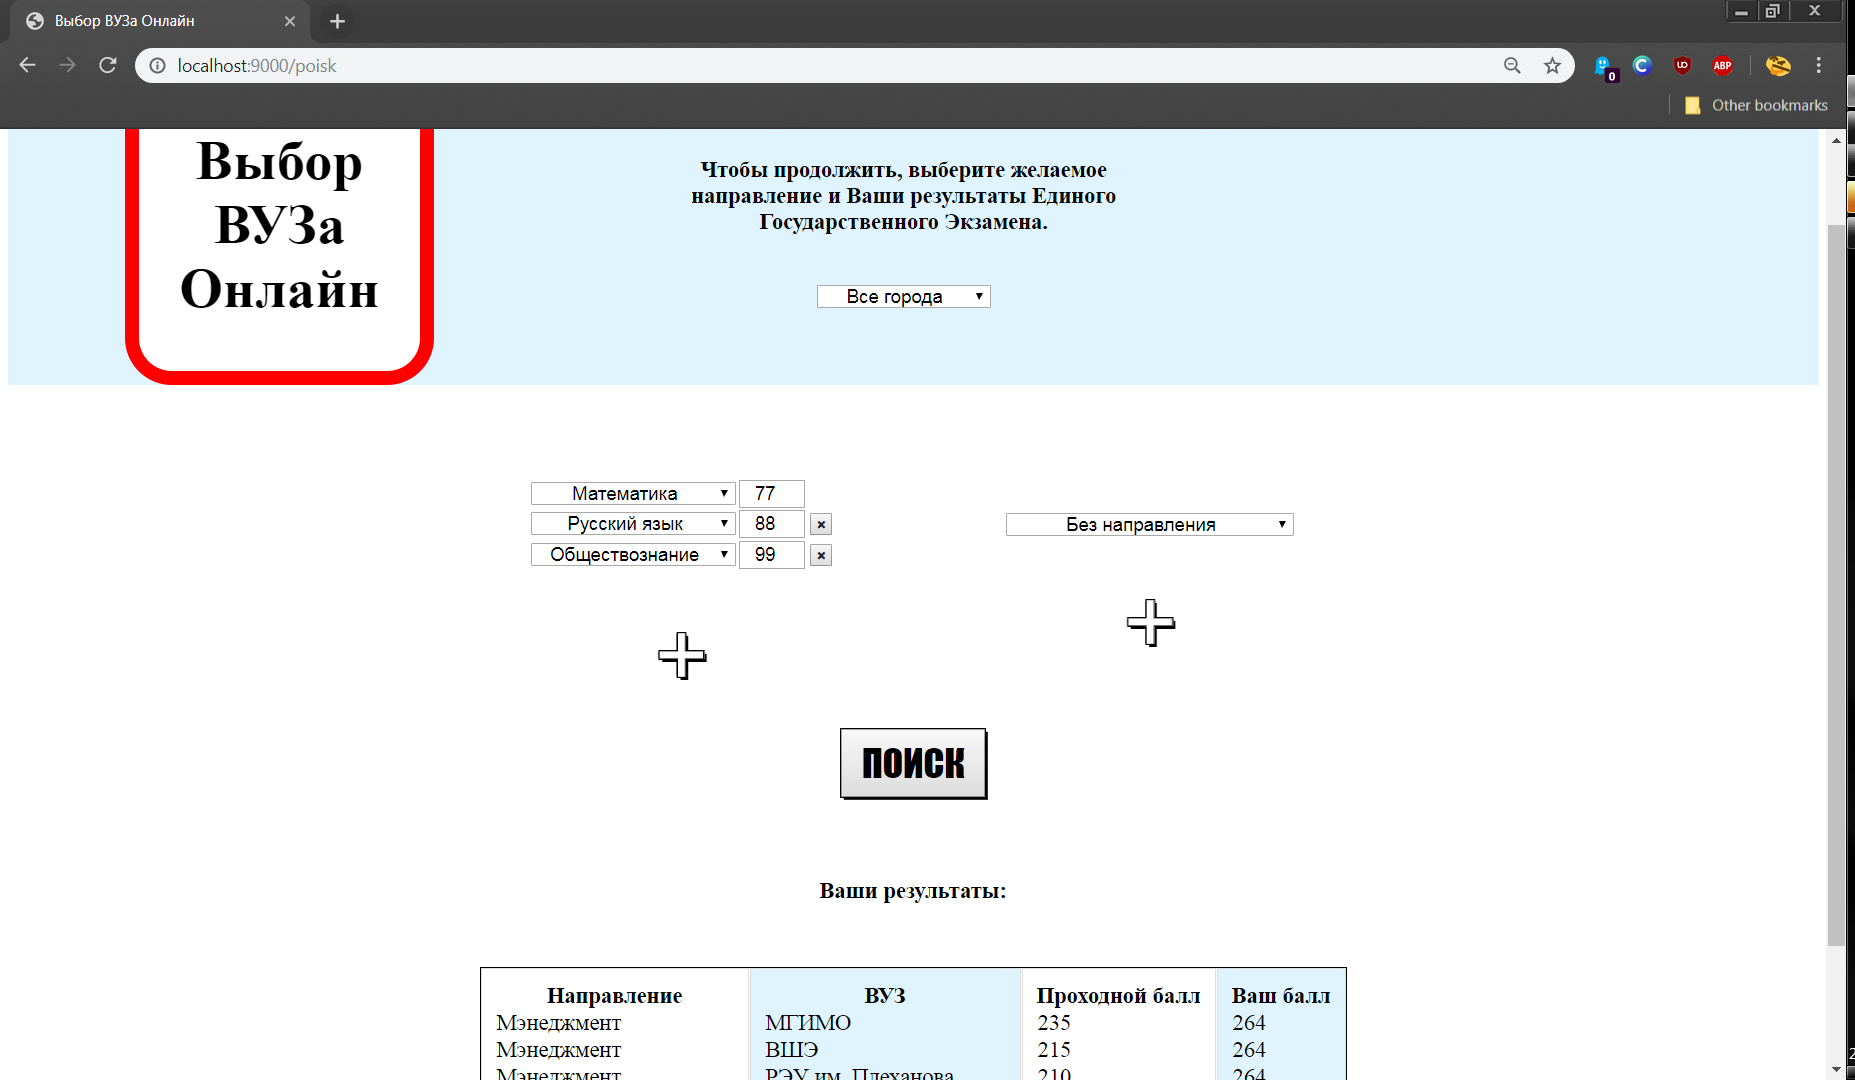 Выбор ВУЗа Онлайн
localhost:9000/poisk
0
ABP
Other bookmarks
Выбор
ВУЗа
Онлайн
Чтобы продолжить, выберите желаемое
направление и Ваши результаты Единого
Государственного Экзамена.
Все города
Математика 77
Русский язык 88
Обществознание 99
Без направления
ПОИСК
Ваши результаты:
Направление ВУЗ Проходной балл Ваш балл
Мэнеджмент МГИМО 235 264
Мэнеджмент ВШЭ 215 264
Мэнеджмент РЭУ им. Плеханова 210 264